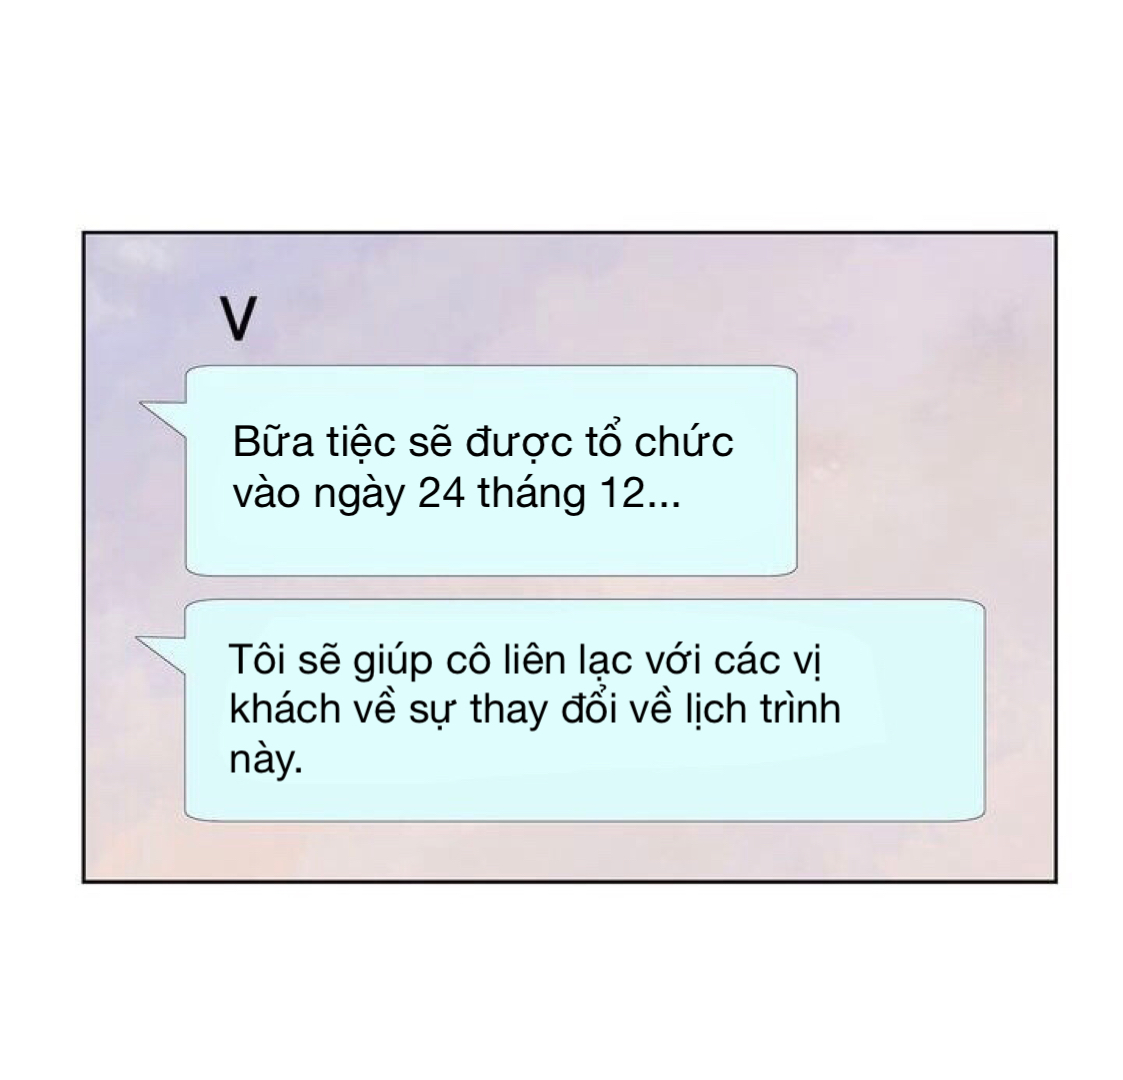 V
Bữa tiệc sẽ được tổ chức
vào ngày 24 tháng 12...
Tôi sẽ giúp cô liên lạc với các vị
khách về sự thay đổi về lịch trình
này.